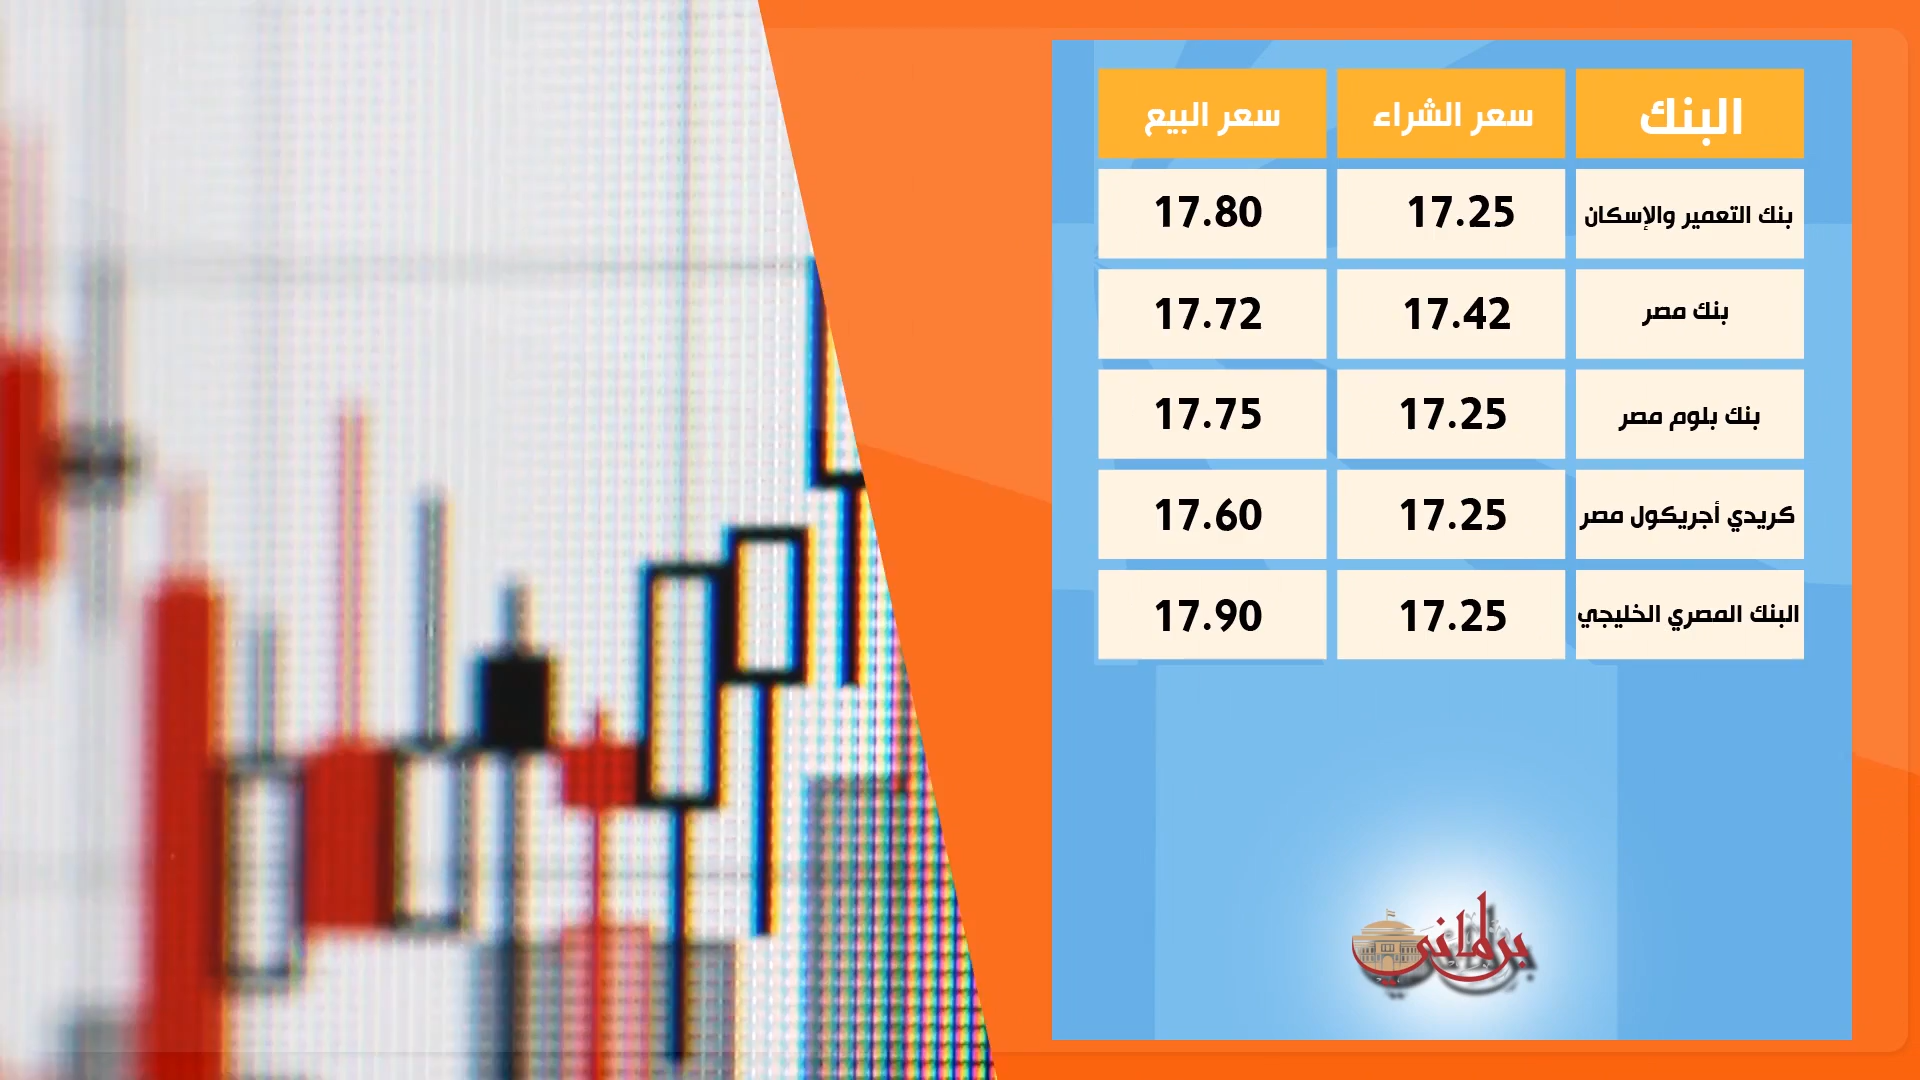 البنك سعر الشراء سعر البيع
بنك التعمير والإسكان 17.25 17.80
بنك مصر 17.42 17.72
بنك بلوم مصر 17.25 17.75
كريدي أجريكول مصر 17.25 17.60
البنك المصري الخليجي 17.25 17.90
برلماني